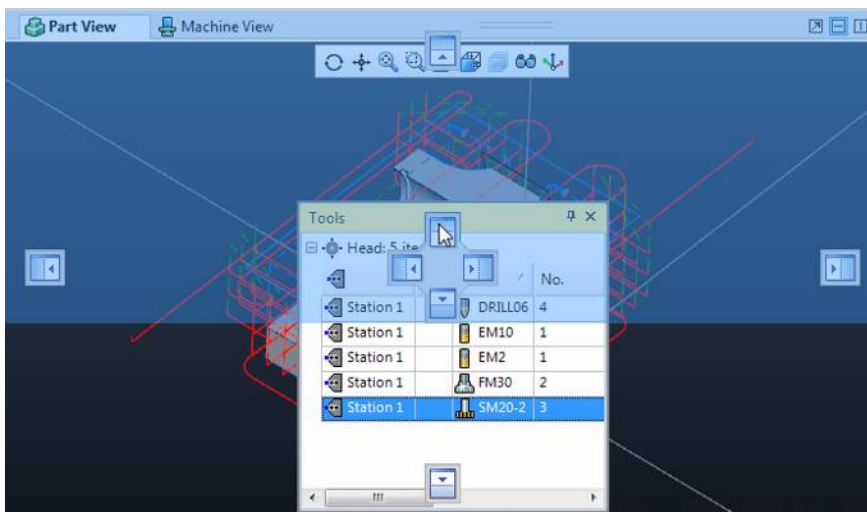 Part View Machine View
Tools
Head: 5 ite
No.
Station 1 DRILL06 4
Station 1 EM10 1
Station 1 EM2 1
Station 1 FM30 2
Station 1 SM20-2 3